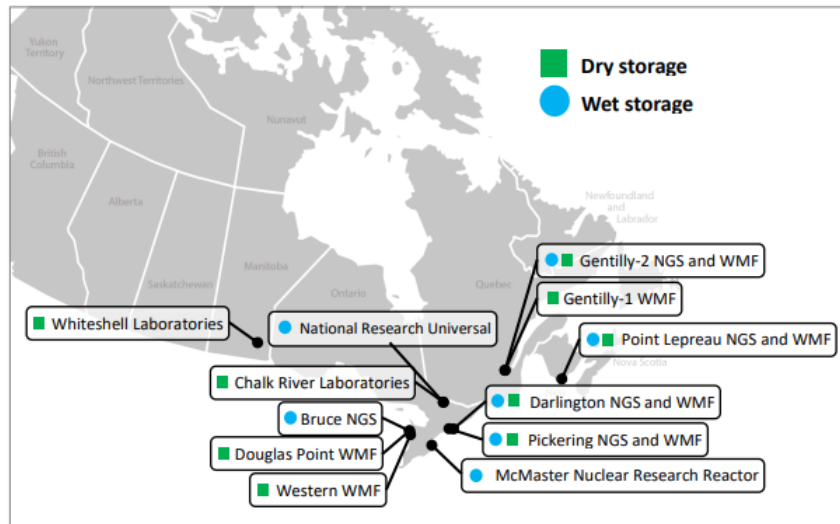 Yukon
Territory
Northwest Territories
Nunavut
British
Columbia
Alberta
Saskatchewan
Manitoba
Ontario
Quebec
Newfoundland
and
Labrador
Nova Scotia
Dry storage
Wet storage
Gentilly-2 NGS and WMF
Gentilly-1 WMF
Whiteshell Laboratories
National Research Universal
Point Lepreau NGS and WMF
Chalk River Laboratories
Darlington NGS and WMF
Bruce NGS
Pickering NGS and WMF
Douglas Point WMF
McMaster Nuclear Research Reactor
Western WMF